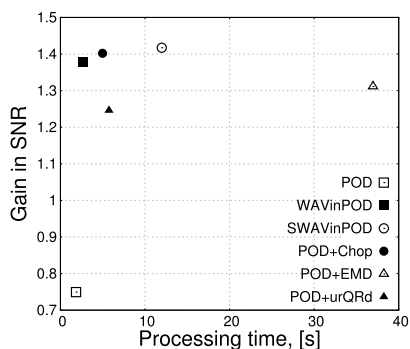 1.5
1.4
1.3
1.2
1.1
1
0.9
0.8
0.7
Gain in SNR
POD
WAVinPOD
SWAVinPOD
POD+Chop
POD+EMD
POD+urQRd
0 10 20 30 40
Processing time, [s]